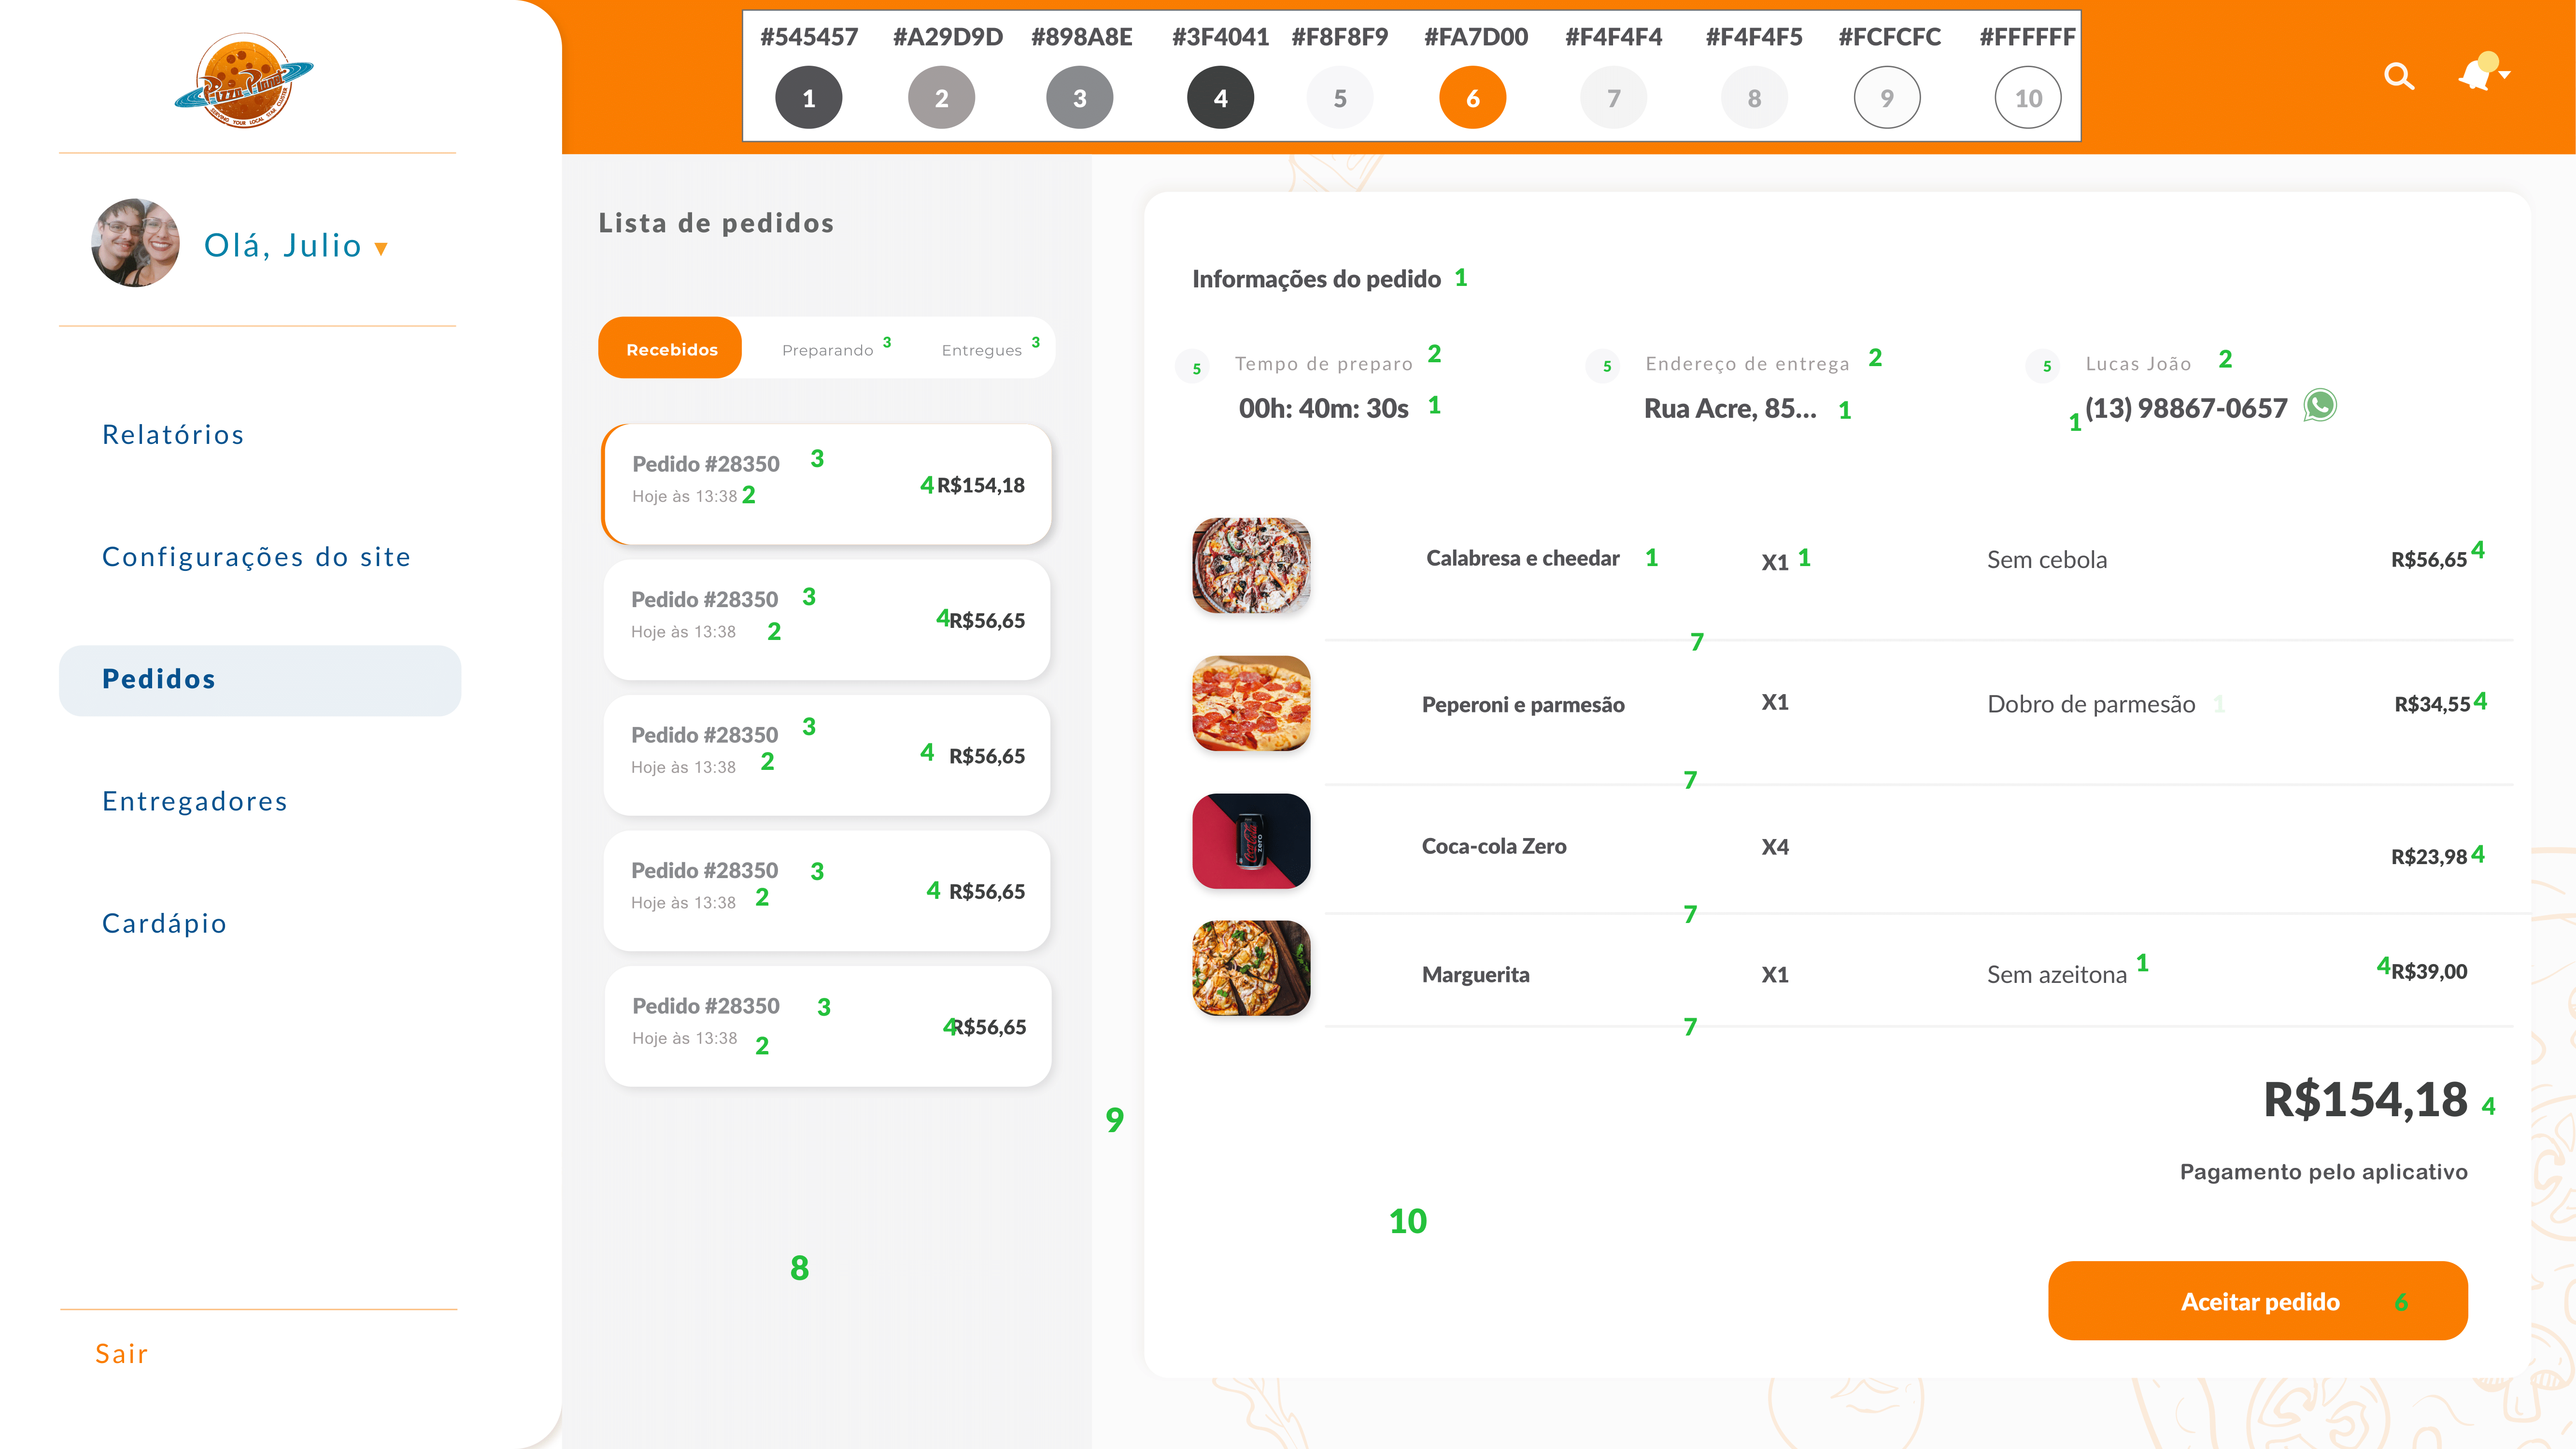 #545457 #A29D9D #898A8E #3F4041 #F8F8F9 #FA7D00 #F4F4F4 #F4F4F5 #FCFCFC #FFFFFF
1 2 3 4 5 6 7 8 9 10
Pizza Planet
SERVING YOUR LOCAL STAR CLUSTER
Olá, Julio
Relatórios
Configurações do site
Pedidos
Entregadores
Cardápio
Sair
Lista de pedidos
Recebidos Preparando 3 Entregues 3
Pedido #28350 3
Hoje às 13:38 2
4 R$154,18
Pedido #28350 3
Hoje às 13:38 2
4 R$56,65
Pedido #28350 3
Hoje às 13:38 2
4 R$56,65
Pedido #28350 3
Hoje às 13:38 2
4 R$56,65
Pedido #28350 3
Hoje às 13:38 2
4 R$56,65
8
9
Informações do pedido 1
5 Tempo de preparo 2
00h: 40m: 30s 1
5 Endereço de entrega 2
Rua Acre, 85... 1
5 Lucas João 2
1 (13) 98867-0657
Calabresa e cheedar 1 X1 1 Sem cebola R$56,65 4
7
Peperoni e parmesão X1 Dobro de parmesão 1 R$34,55 4
7
Coca-cola Zero X4 R$23,98 4
7
Marguerita X1 Sem azeitona 1 4 R$39,00
7
R$154,18 4
Pagamento pelo aplicativo
10
Aceitar pedido 6